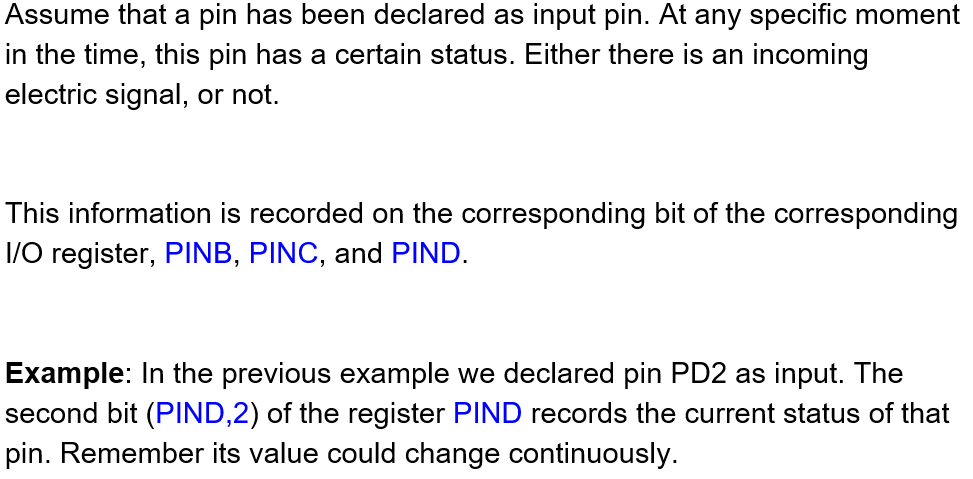 Assume that a pin has been declared as input pin. At any specific moment
in the time, this pin has a certain status. Either there is an incoming
electric signal, or not.
This information is recorded on the corresponding bit of the corresponding
I/O register, PINB, PINC, and PIND.
Example: In the previous example we declared pin PD2 as input. The
second bit (PIND,2) of the register PIND records the current status of that
pin. Remember its value could change continuously.